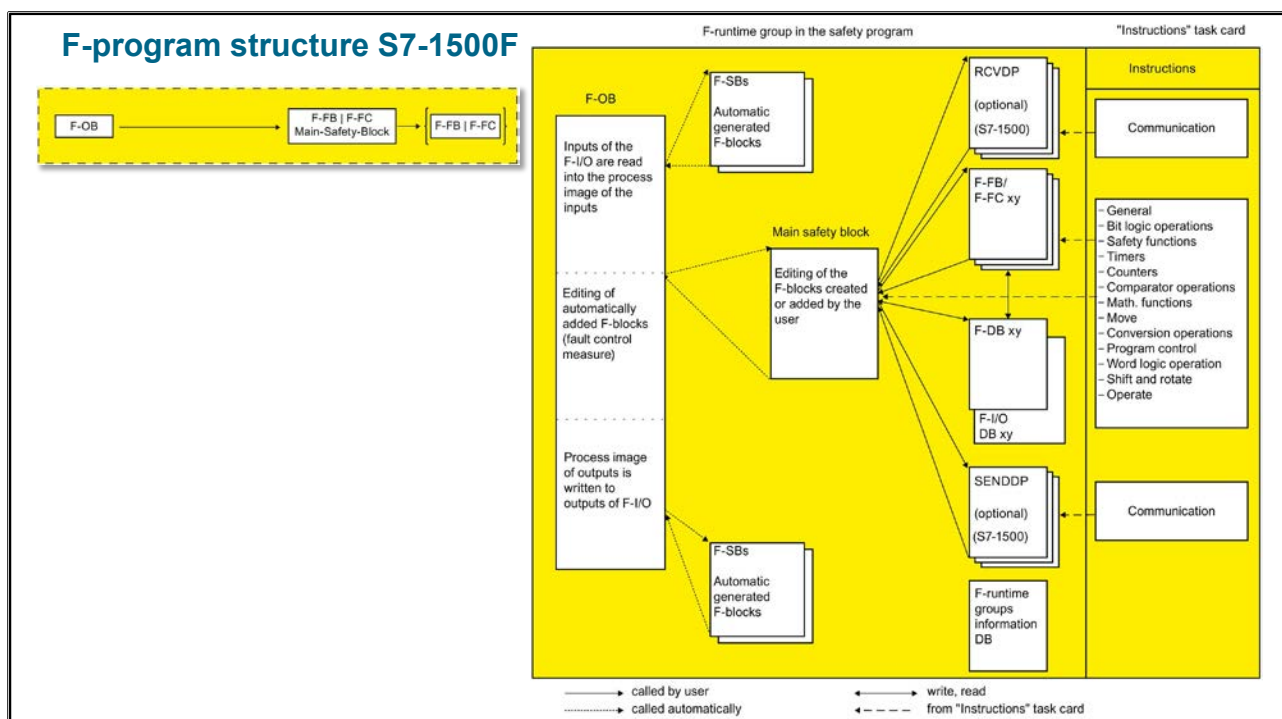 F-program structure S7-1500F
F-OB
F-FB | F-FC
Main-Safety-Block
F-FB | F-FC
F-runtime group in the safety program
"Instructions" task card
F-OB
Inputs of the
F-I/O are read
into the process
image of the
inputs
Editing of
automatically
added F-blocks
(fault control
measure)
Process image
of outputs is
written to
outputs of F-I/O
F-SBs
Automatic
generated
F-blocks
Main safety block
Editing of the
F-blocks created
or added by the
user
F-SBs
Automatic
generated
F-blocks
RCVDP
(optional)
(S7-1500)
F-FB/
F-FC xy
F-DB xy
F-I/O
DB xy
SENDDP
(optional)
(S7-1500)
F-runtime
groups
information
DB
Instructions
Communication
– General
– Bit logic operations
– Safety functions
– Timers
– Counters
– Comparator operations
– Math. functions
– Move
– Conversion operations
– Program control
– Word logic operation
– Shift and rotate
– Operate
Communication
called by user
called automatically
write, read
from "Instructions" task card